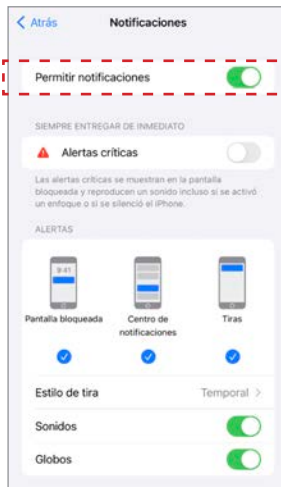 Atrás Notificaciones
Permitir notificaciones
SIEMPRE ENTREGAR DE INMEDIATO
Alertas críticas
Las alertas críticas se muestran en la pantalla
bloqueada y reproducen un sonido incluso si se activó
un enfoque o si se silenció el iPhone.
ALERTAS
9:41
Pantalla bloqueada Centro de notificaciones Tiras
Estilo de tira Temporal
Sonidos
Globos